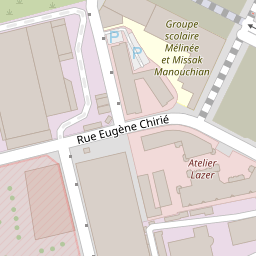 Groupe
scolaire
Mélinée
et Missak
Manouchian
P
P
Rue Eugène Chirié
Atelier
Lazer